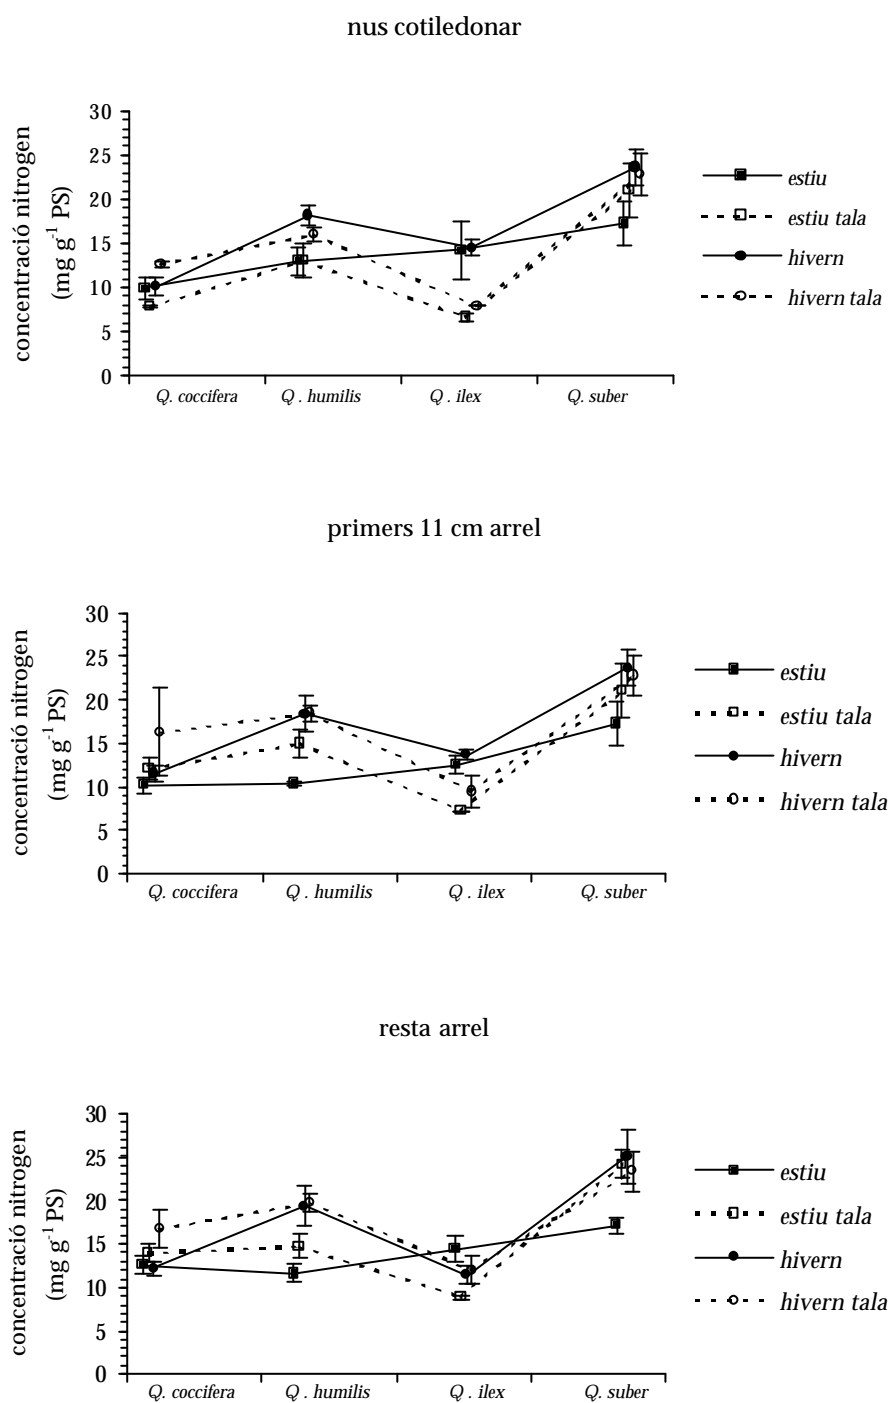 nus cotiledonar
concentració nitrogen
(mg g-1 PS)
30
25
20
15
10
5
0
Q. coccifera
Q . humilis
Q . ilex
Q. suber
estiu
estiu tala
hivern
hivern tala
primers 11 cm arrel
concentració nitrogen
(mg g-1 PS)
30
25
20
15
10
5
0
Q. coccifera
Q . humilis
Q . ilex
Q. suber
estiu
estiu tala
hivern
hivern tala
resta arrel
concentració nitrogen
(mg g-1 PS)
30
25
20
15
10
5
0
Q. coccifera
Q . humilis
Q . ilex
Q. suber
estiu
estiu tala
hivern
hivern tala